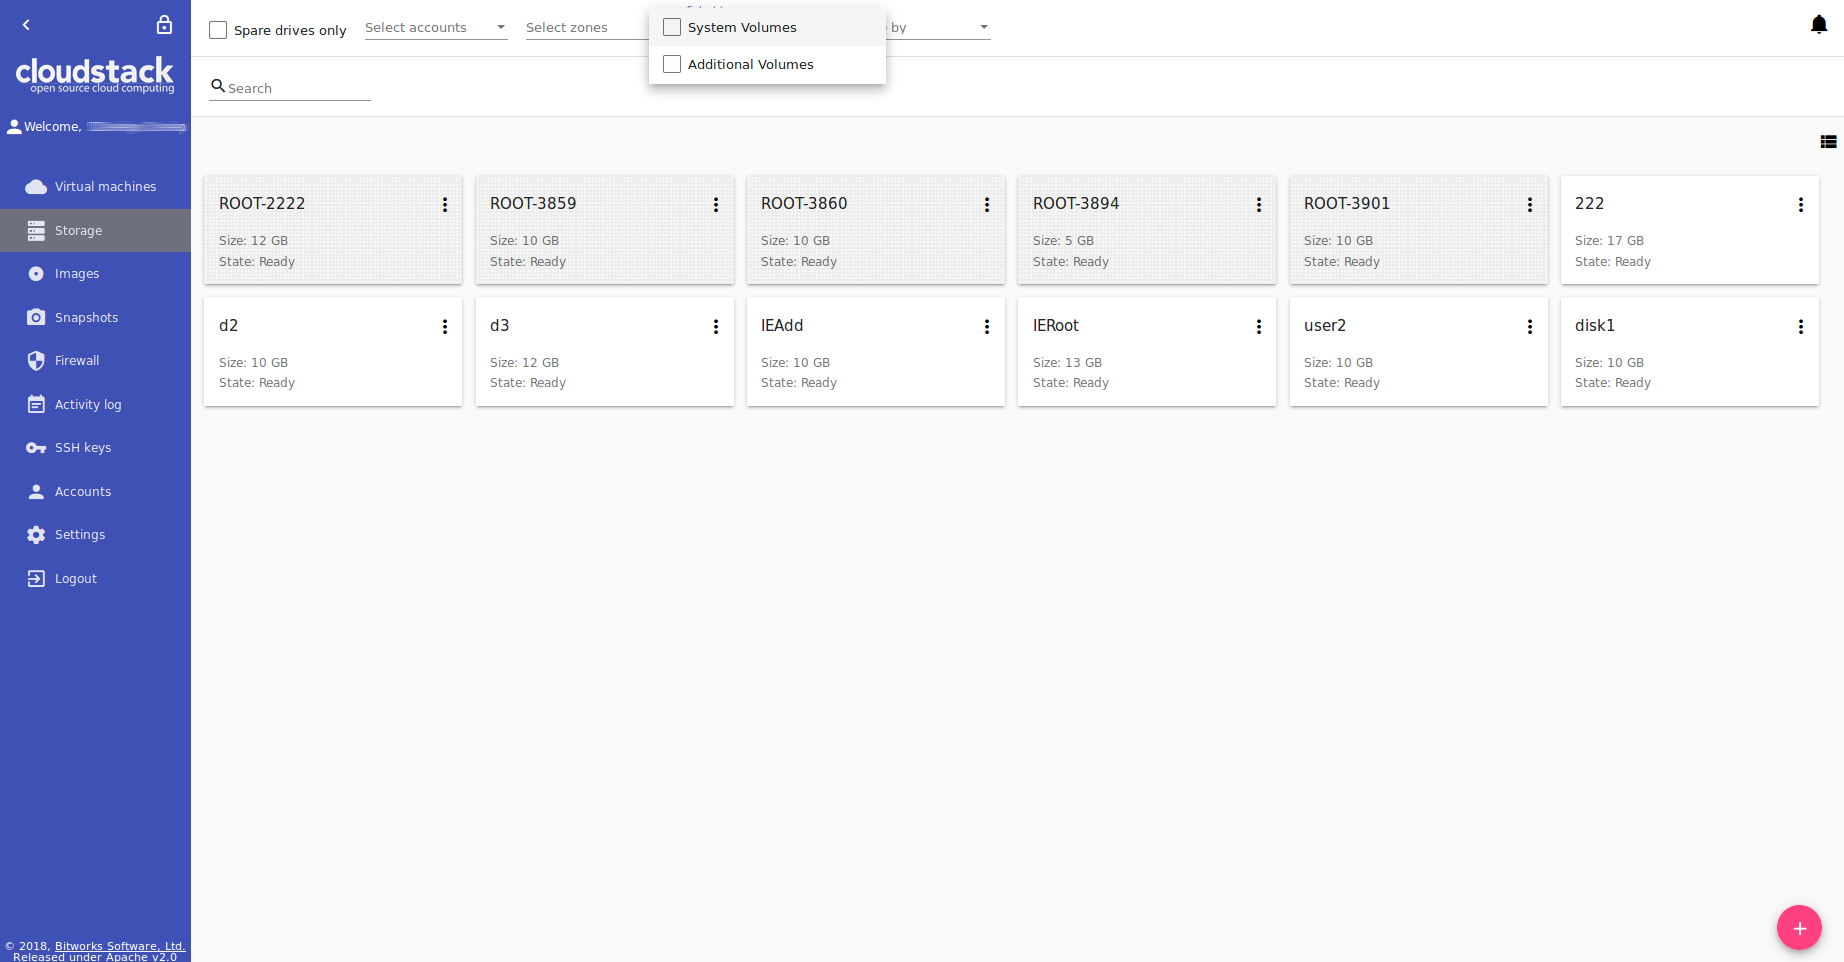 cloudstack
open source cloud computing
Welcome,
Virtual machines
Storage
Images
Snapshots
Firewall
Activity log
SSH keys
Accounts
Settings
Logout
© 2018, Bitworks Software, Ltd.
Released under Apache v2.0
Spare drives only
Select accounts
Select zones
System Volumes
Additional Volumes
by
Search
ROOT-2222
Size: 12 GB
State: Ready
ROOT-3859
Size: 10 GB
State: Ready
ROOT-3860
Size: 10 GB
State: Ready
ROOT-3894
Size: 5 GB
State: Ready
ROOT-3901
Size: 10 GB
State: Ready
222
Size: 17 GB
State: Ready
d2
Size: 10 GB
State: Ready
d3
Size: 12 GB
State: Ready
IEAdd
Size: 10 GB
State: Ready
IERoot
Size: 13 GB
State: Ready
user2
Size: 10 GB
State: Ready
disk1
Size: 10 GB
State: Ready